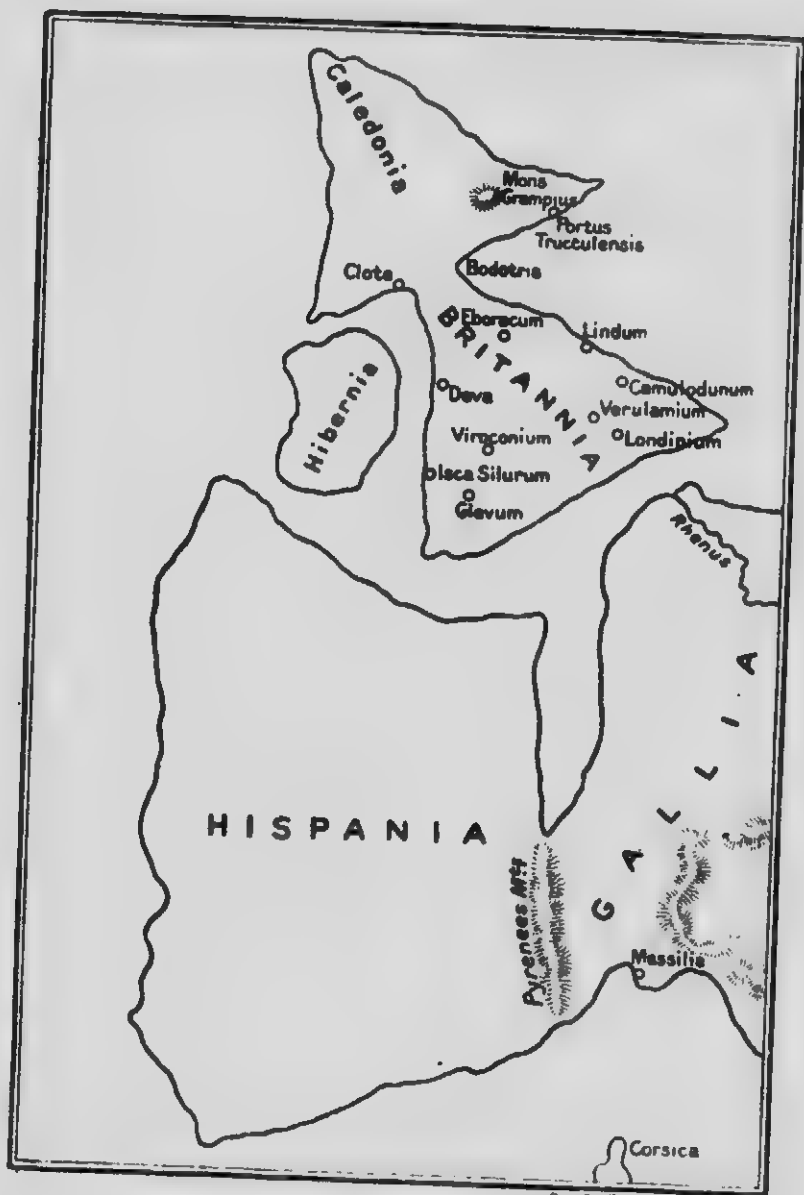 Caledonia
Mons
Grampius
Portus
Trucculensis
Bodotris
Clota
Eboracum
Lindum
BRITANNIA
Hibernia
Deva
Camulodunum
Verulamium
Viroconium
Londinium
Isca Silurum
Glevum
Rhenus
GALLIA
HISPANIA
Pyrenees Mts
Massilia
Corsica